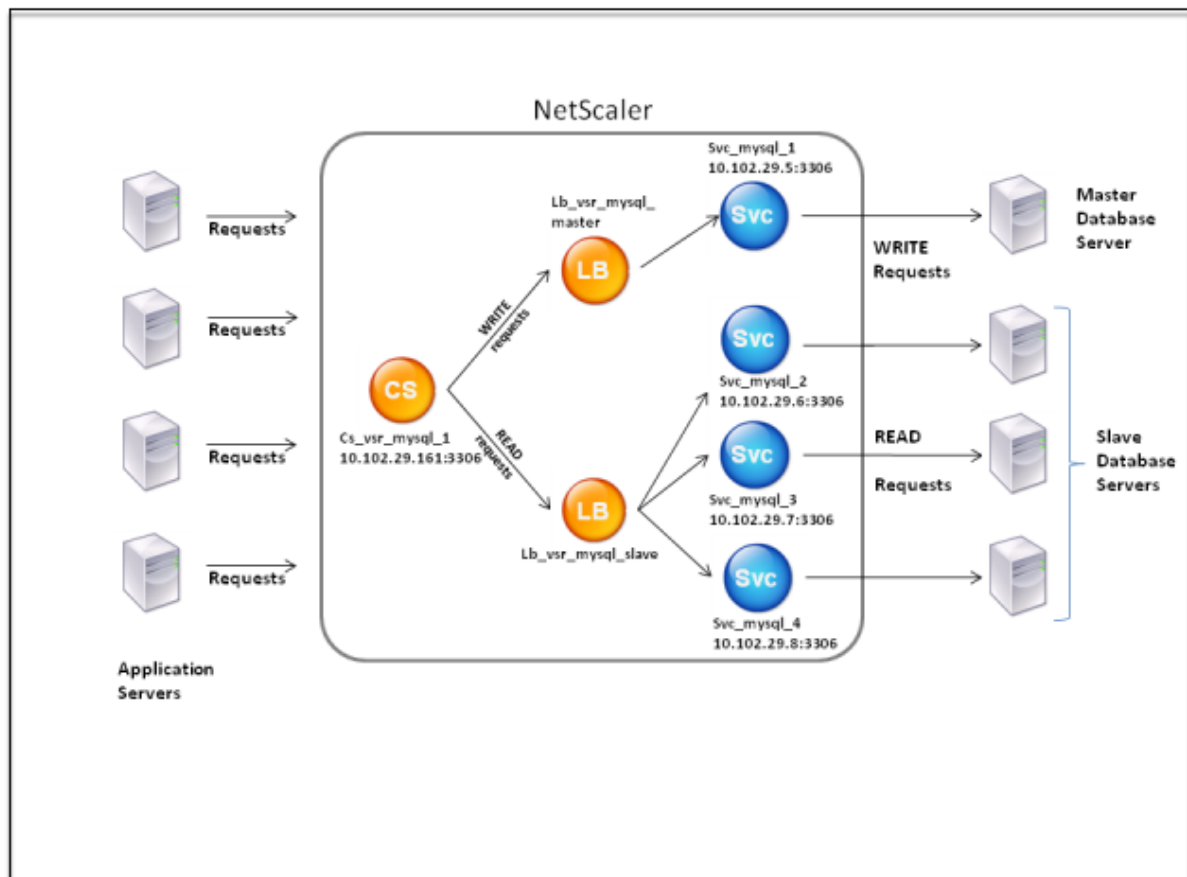 NetScaler
Requests
Requests
Requests
Requests
Application
Servers
CS
Cs_vsr_mysql_1
10.102.29.161:3306
WRITE
requests
READ
requests
Lb_vsr_mysql_
master
LB
LB
Lb_vsr_mysql_slave
Svc_mysql_1
10.102.29.5:3306
Svc
Svc
Svc_mysql_2
10.102.29.6:3306
Svc
Svc_mysql_3
10.102.29.7:3306
Svc
Svc_mysql_4
10.102.29.8:3306
WRITE
Requests
READ
Requests
Master
Database
Server
Slave
Database
Servers